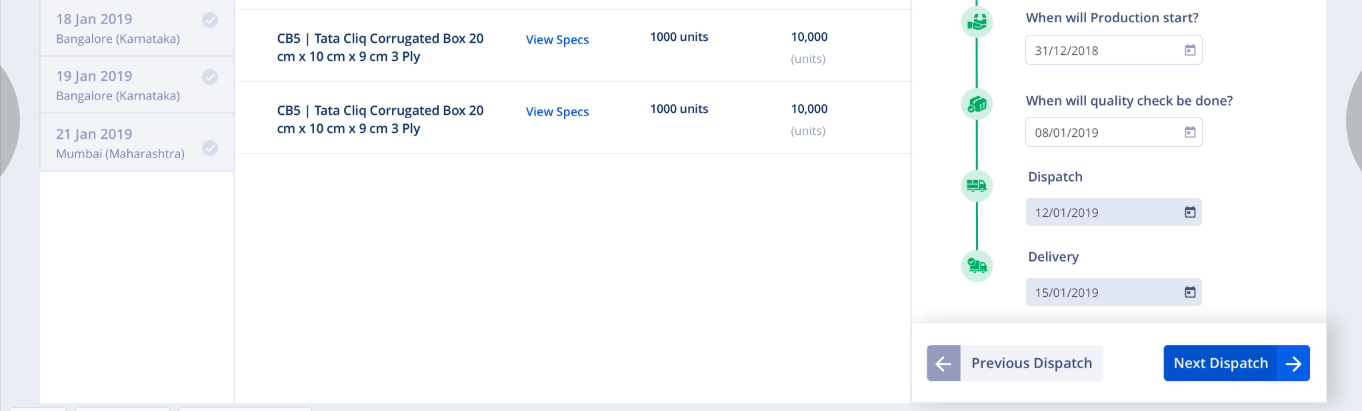 18 Jan 2019
Bangalore (Karnataka)
19 Jan 2019
Bangalore (Karnataka)
21 Jan 2019
Mumbai (Maharashtra)
CB5 | Tata Cliq Corrugated Box 20
cm x 10 cm x 9 cm 3 Ply
View Specs
1000 units
10,000
(units)
CB5 | Tata Cliq Corrugated Box 20
cm x 10 cm x 9 cm 3 Ply
View Specs
1000 units
10,000
(units)
When will Production start?
31/12/2018
When will quality check be done?
08/01/2019
Dispatch
12/01/2019
Delivery
15/01/2019
Previous Dispatch
Next Dispatch